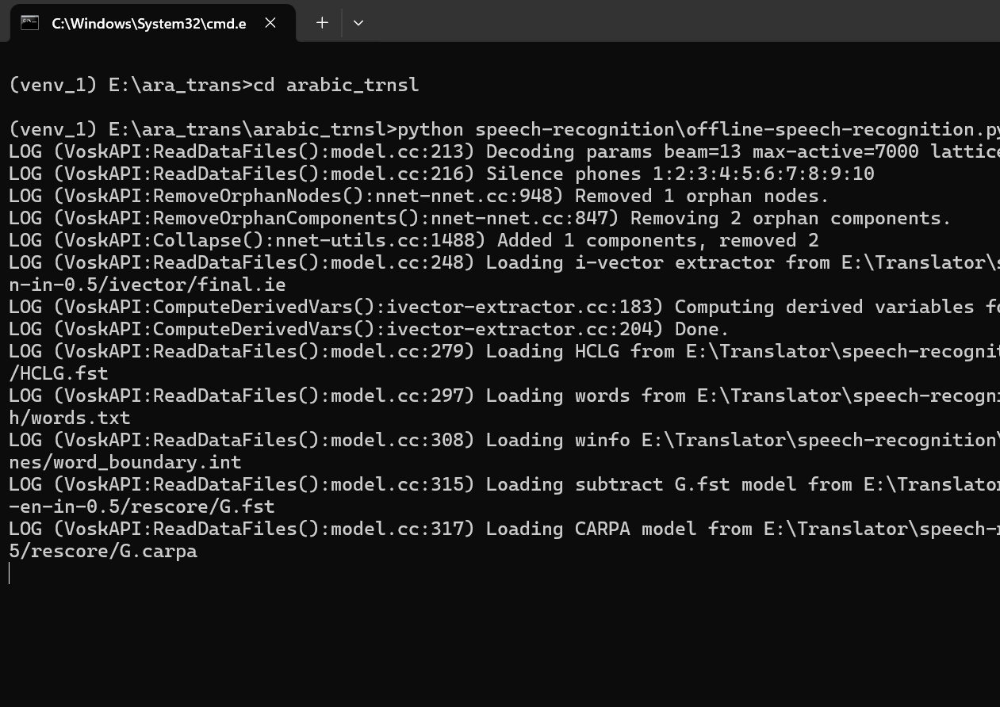 C:\Windows\System32\cmd.e
(venv_1) E:\ara_trans>cd arabic_trnsl
(venv_1) E:\ara_trans\arabic_trnsl>python speech-recognition\offline-speech-recognition.py
LOG (VoskAPI:ReadDataFiles():model.cc:213) Decoding params beam=13 max-active=7000 lattice
LOG (VoskAPI:ReadDataFiles():model.cc:216) Silence phones 1:2:3:4:5:6:7:8:9:10
LOG (VoskAPI:RemoveOrphanNodes():nnet-nnet.cc:948) Removed 1 orphan nodes.
LOG (VoskAPI:RemoveOrphanComponents():nnet-nnet.cc:847) Removing 2 orphan components.
LOG (VoskAPI:Collapse():nnet-utils.cc:1488) Added 1 components, removed 2
LOG (VoskAPI:ReadDataFiles():model.cc:248) Loading i-vector extractor from E:\Translator\s
n-in-0.5/ivector/final.ie
LOG (VoskAPI:ComputeDerivedVars():ivector-extractor.cc:183) Computing derived variables fo
LOG (VoskAPI:ComputeDerivedVars():ivector-extractor.cc:204) Done.
LOG (VoskAPI:ReadDataFiles():model.cc:279) Loading HCLG from E:\Translator\speech-recognit
/HCLG.fst
LOG (VoskAPI:ReadDataFiles():model.cc:297) Loading words from E:\Translator\speech-recogni
h/words.txt
LOG (VoskAPI:ReadDataFiles():model.cc:308) Loading winfo E:\Translator\speech-recognition\
nes/word_boundary.int
LOG (VoskAPI:ReadDataFiles():model.cc:315) Loading subtract G.fst model from E:\Translator
-en-in-0.5/rescore/G.fst
LOG (VoskAPI:ReadDataFiles():model.cc:317) Loading CARPA model from E:\Translator\speech-r
5/rescore/G.carpa